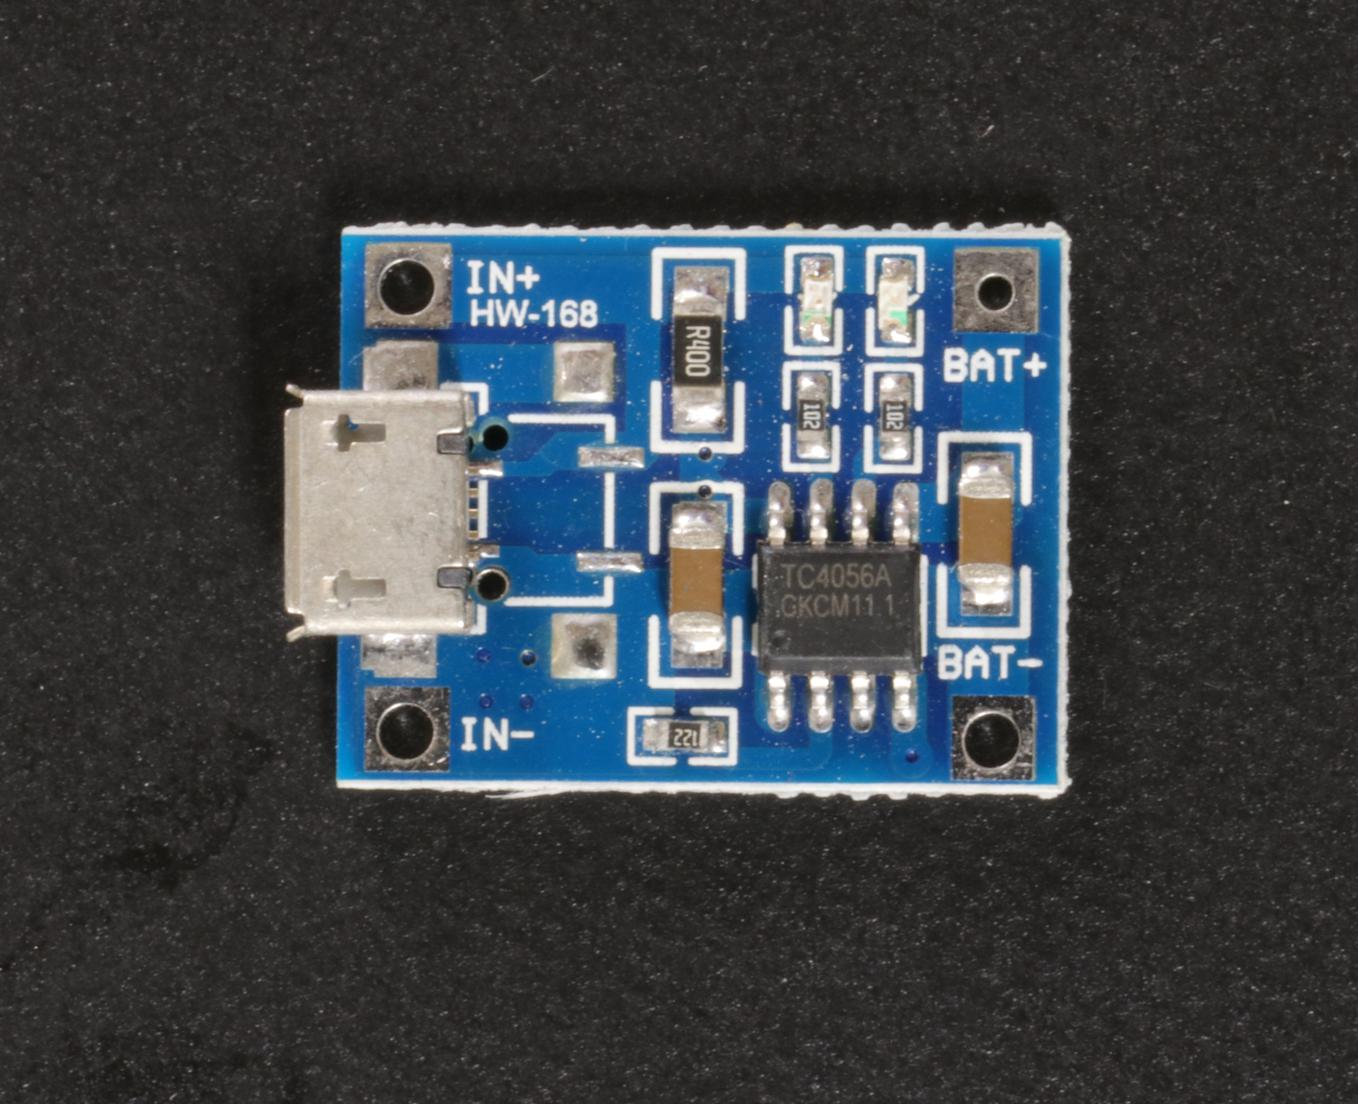 IN+
HW-168
R400
102
102
BAT+
TC4056A
GKCM11 1
BAT-
IN-
122